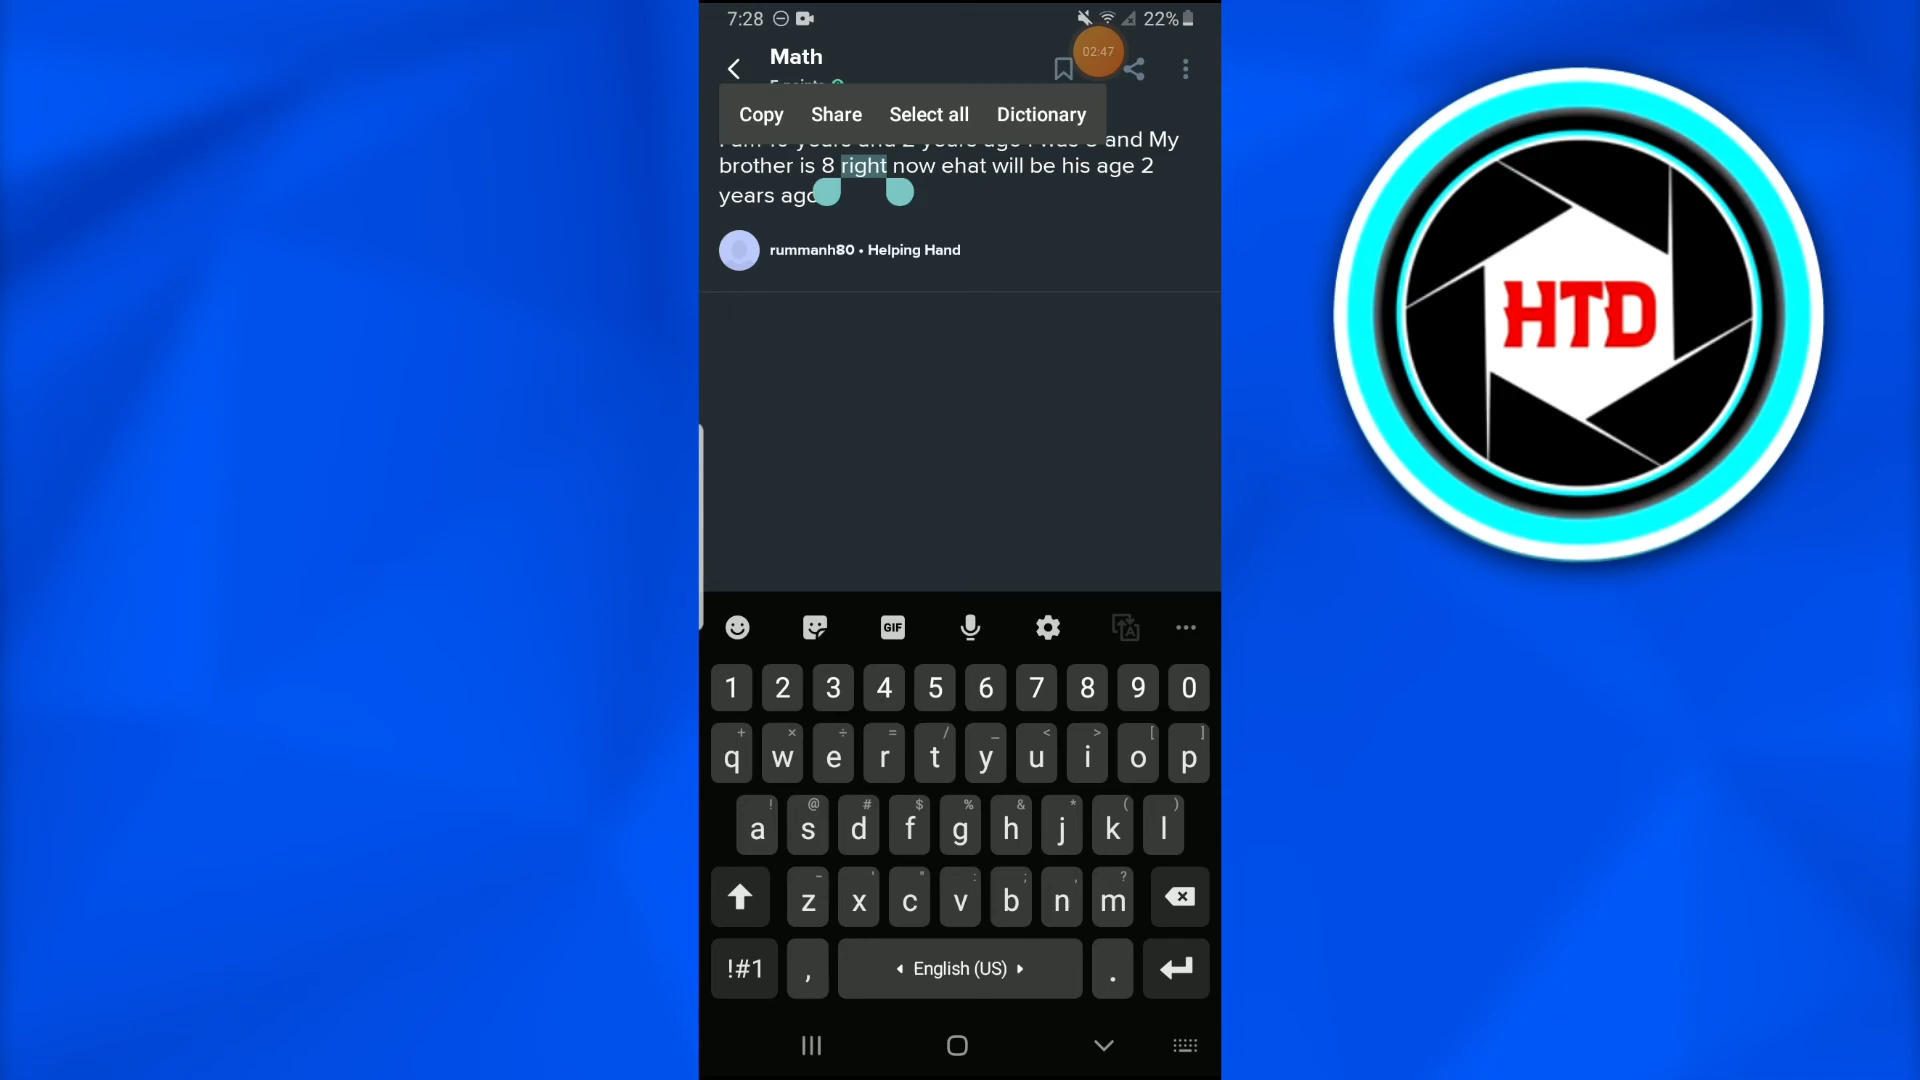 7:28
22%
Math
02:47
Copy Share Select all Dictionary
and My
brother is 8 right now ehat will be his age 2
years ago
rummanh80 • Helping Hand
HTD
GIF
1 2 3 4 5 6 7 8 9 0
+ × ÷ = / _ < > [ ]
q w e r t y u i o p
! @ # $ % & * ( )
a s d f g h j k l
- ' " : ; , ?
z x c v b n m
!#1 , English (US) .